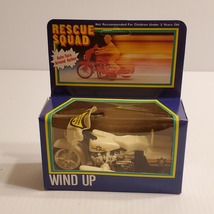 Not Recommended For Children Under 3 Years Old
RESCUE
SQUAD
WIND UP